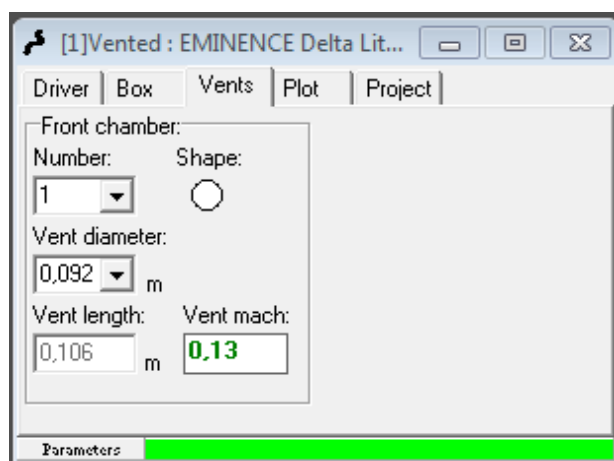 [1]Vented : EMINENCE Delta Lit...
Driver Box Vents Plot Project
Front chamber:
Number: Shape:
1
Vent diameter:
0,092 m
Vent length: Vent mach:
0,106 m 0,13
Parameters